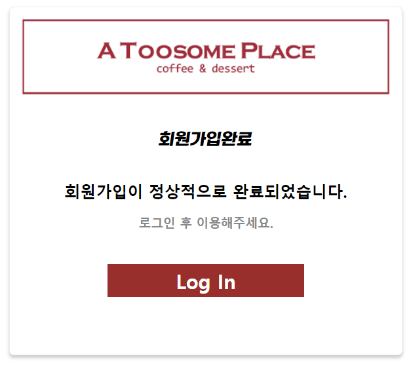 A TOOSOME PLACE
coffee & dessert
회원가입완료
회원가입이 정상적으로 완료되었습니다.
로그인 후 이용해주세요.
Log In